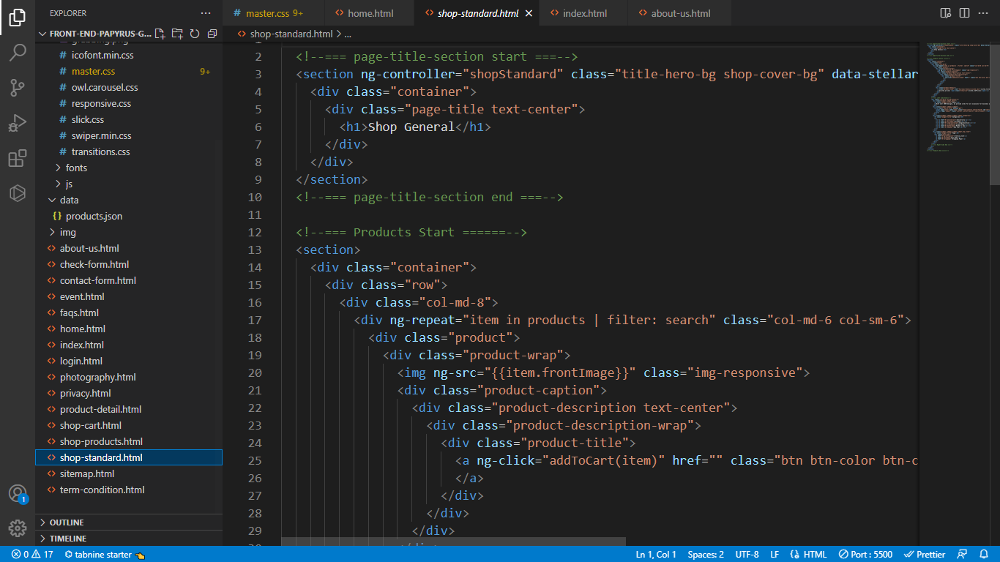 EXPLORER
FRONT-END-PAPYRUS-G...
icofont.min.css
master.css 9+
owl.carousel.css
responsive.css
slick.css
swiper.min.css
transitions.css
fonts
js
data
products.json
img
about-us.html
check-form.html
contact-form.html
event.html
faqs.html
home.html
index.html
login.html
photography.html
privacy.html
product-detail.html
shop-cart.html
shop-products.html
shop-standard.html
sitemap.html
term-condition.html
OUTLINE
TIMELINE
master.css 9+ home.html shop-standard.html index.html about-us.html
shop-standard.html > ...
2 <!--=== page-title-section start ===-->
3 <section ng-controller="shopStandard" class="title-hero-bg shop-cover-bg" data-stellar
4 <div class="container">
5 <div class="page-title text-center">
6 <h1>Shop General</h1>
7 </div>
8 </div>
9 </section>
10 <!--=== page-title-section end ===-->
11
12 <!--=== Products Start ======-->
13 <section>
14 <div class="container">
15 <div class="row">
16 <div class="col-md-8">
17 <div ng-repeat="item in products | filter: search" class="col-md-6 col-sm-6">
18 <div class="product">
19 <div class="product-wrap">
20 <img ng-src="{{item.frontImage}}" class="img-responsive">
21 <div class="product-caption">
22 <div class="product-description text-center">
23 <div class="product-description-wrap">
24 <div class="product-title">
25 <a ng-click="addToCart(item)" href="" class="btn btn-color btn-c
26 </a>
27 </div>
28 </div>
29 </div>
1
0 17 tabnine starter Ln 1, Col 1 Spaces: 2 UTF-8 LF HTML Port : 5500 Prettier